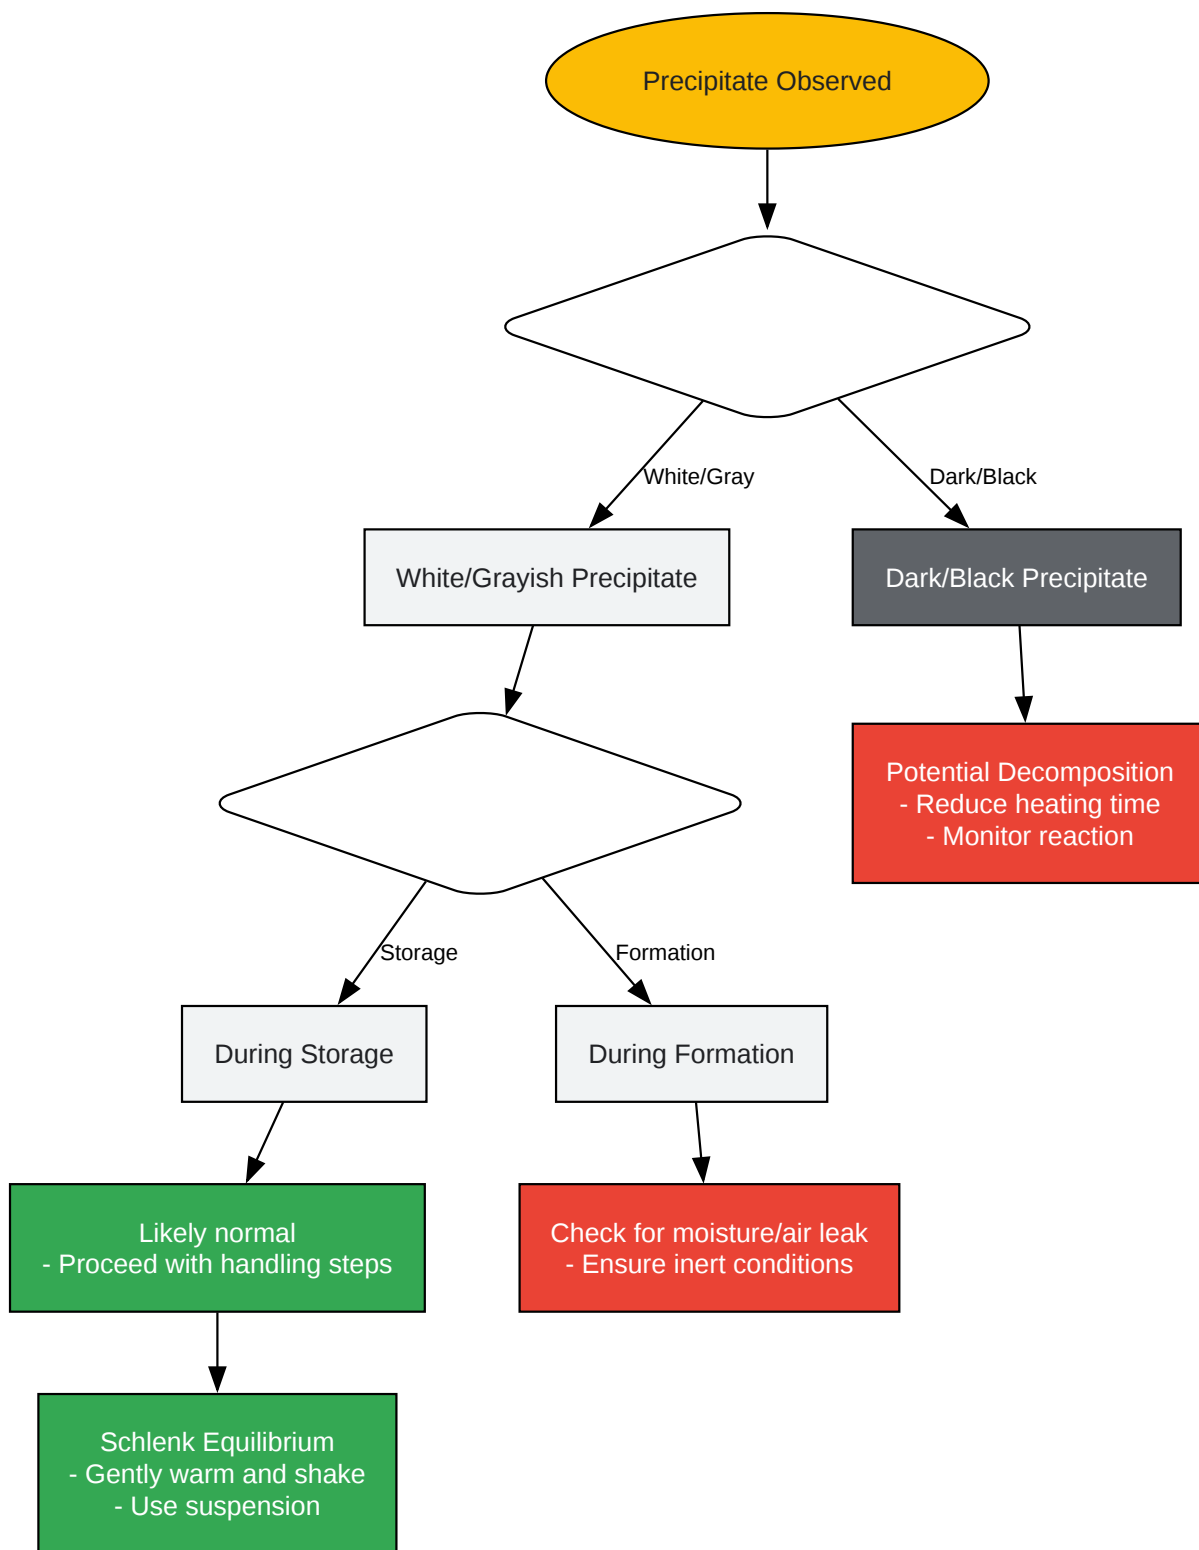 Precipitate Observed
White/Gray
Dark/Black
White/Grayish Precipitate
Dark/Black Precipitate
Potential Decomposition
- Reduce heating time
- Monitor reaction
Storage
Formation
During Storage
During Formation
Likely normal
- Proceed with handling steps
Check for moisture/air leak
- Ensure inert conditions
Schlenk Equilibrium
- Gently warm and shake
- Use suspension